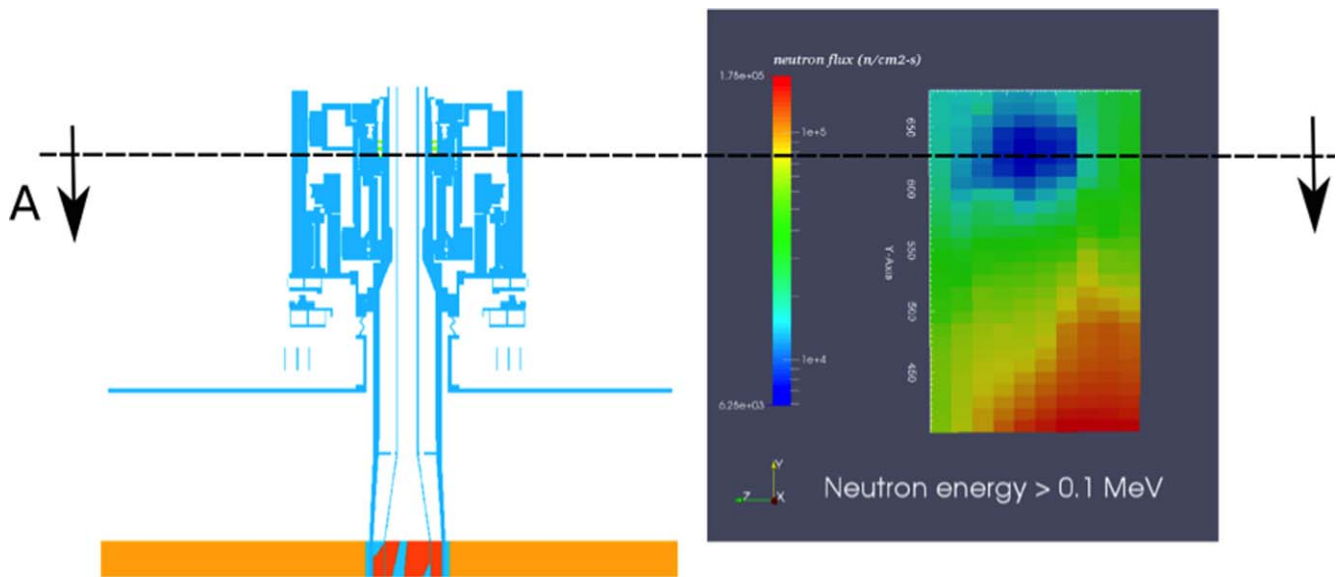 A
neutron flux (n/cm2-s)
1.75e+05
1e+5
1e+4
6.25e+03
650
600
550
500
450
Y-Axis
Y
Z
X
Neutron energy > 0.1 MeV